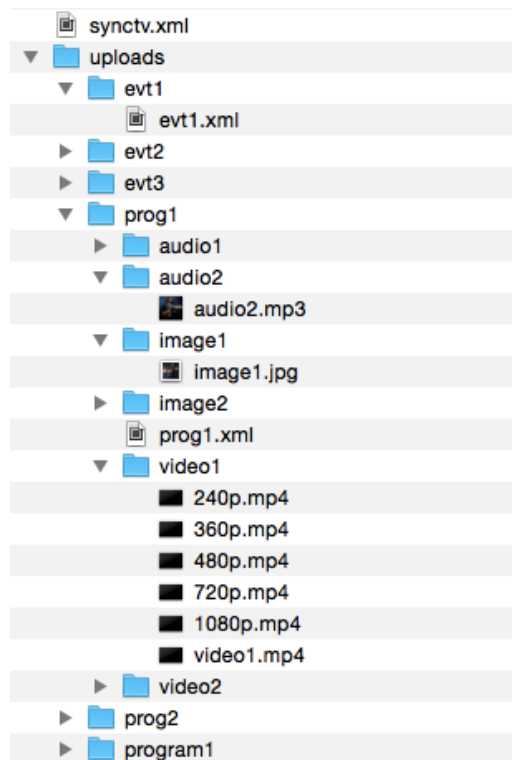 synctv.xml
uploads
evt1
evt1.xml
evt2
evt3
prog1
audio1
audio2
audio2.mp3
image1
image1.jpg
image2
prog1.xml
video1
240p.mp4
360p.mp4
480p.mp4
720p.mp4
1080p.mp4
video1.mp4
video2
prog2
program1